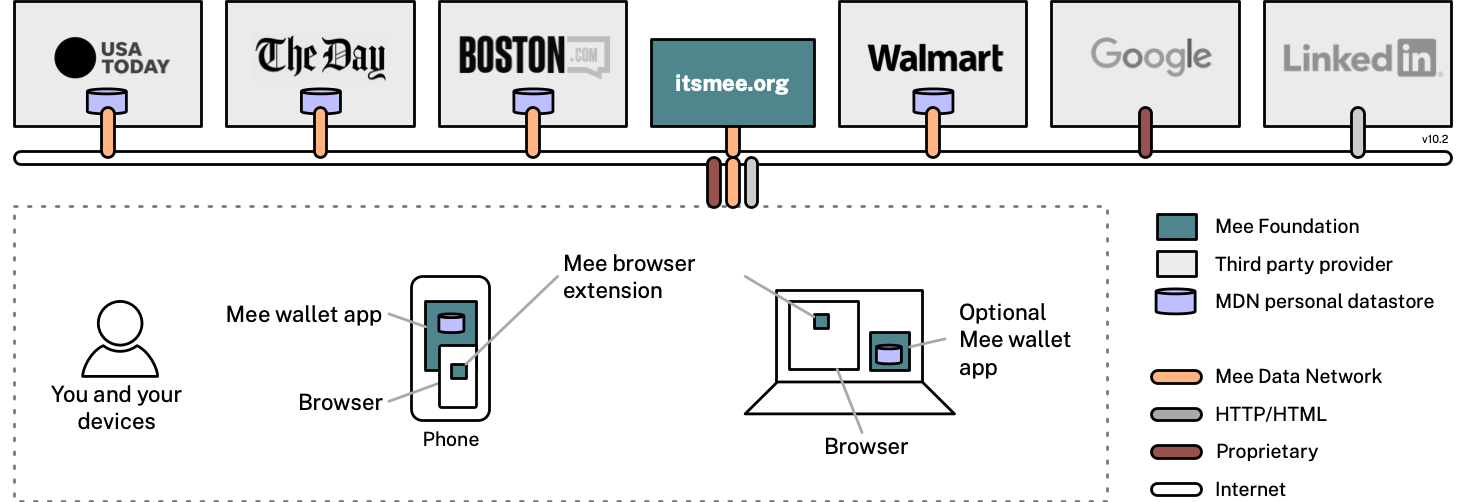 USA
TODAY
The Day
BOSTON
.COM
itsmee.org
Walmart
Google
Linkedin
v10.2
Mee browser
extension
Mee wallet app
Browser
You and your
devices
Phone
Optional
Mee wallet
app
Browser
Mee Foundation
Third party provider
MDN personal datastore
Mee Data Network
HTTP/HTML
Proprietary
Internet